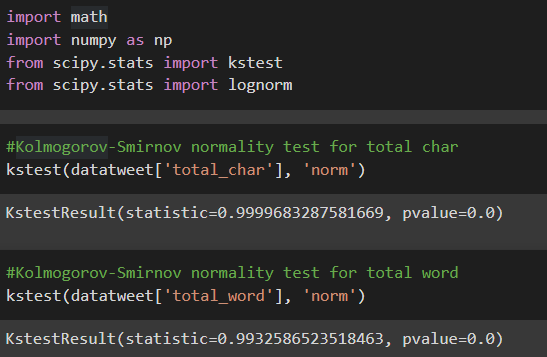 import math
import numpy as np
from scipy.stats import kstest
from scipy.stats import lognorm
#Kolmogorov-Smirnov normality test for total char
kstest(datatweet['total_char'], 'norm')
KstestResult(statistic=0.9999683287581669, pvalue=0.0)
#Kolmogorov-Smirnov normality test for total word
kstest(datatweet['total_word'], 'norm')
KstestResult(statistic=0.9932586523518463, pvalue=0.0)